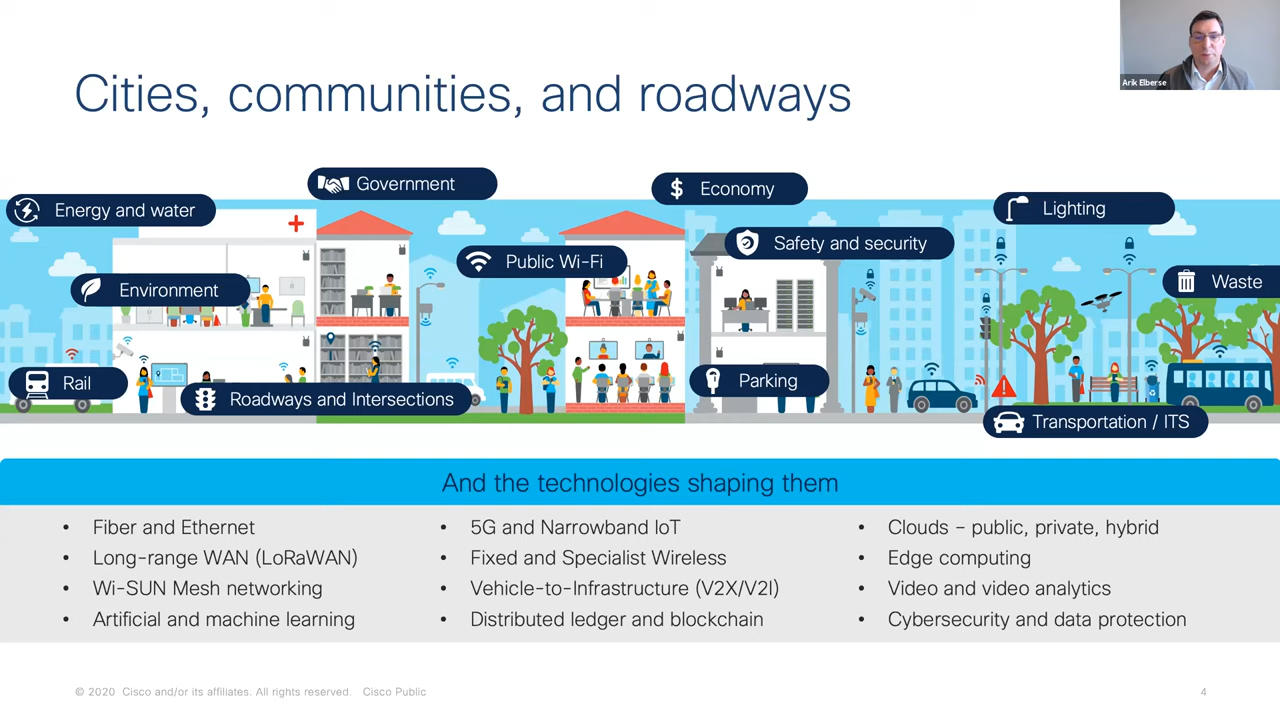 Arik Elberse
Cities, communities, and roadways
Government
Economy
Energy and water
Lighting
Safety and security
Public Wi-Fi
Environment
Waste
Rail
Parking
Roadways and Intersections
Transportation / ITS
And the technologies shaping them
• Fiber and Ethernet
• Long-range WAN (LoRaWAN)
• Wi-SUN Mesh networking
• Artificial and machine learning
• 5G and Narrowband IoT
• Fixed and Specialist Wireless
• Vehicle-to-Infrastructure (V2X/V2I)
• Distributed ledger and blockchain
• Clouds – public, private, hybrid
• Edge computing
• Video and video analytics
• Cybersecurity and data protection
© 2020 Cisco and/or its affiliates. All rights reserved. Cisco Public
4